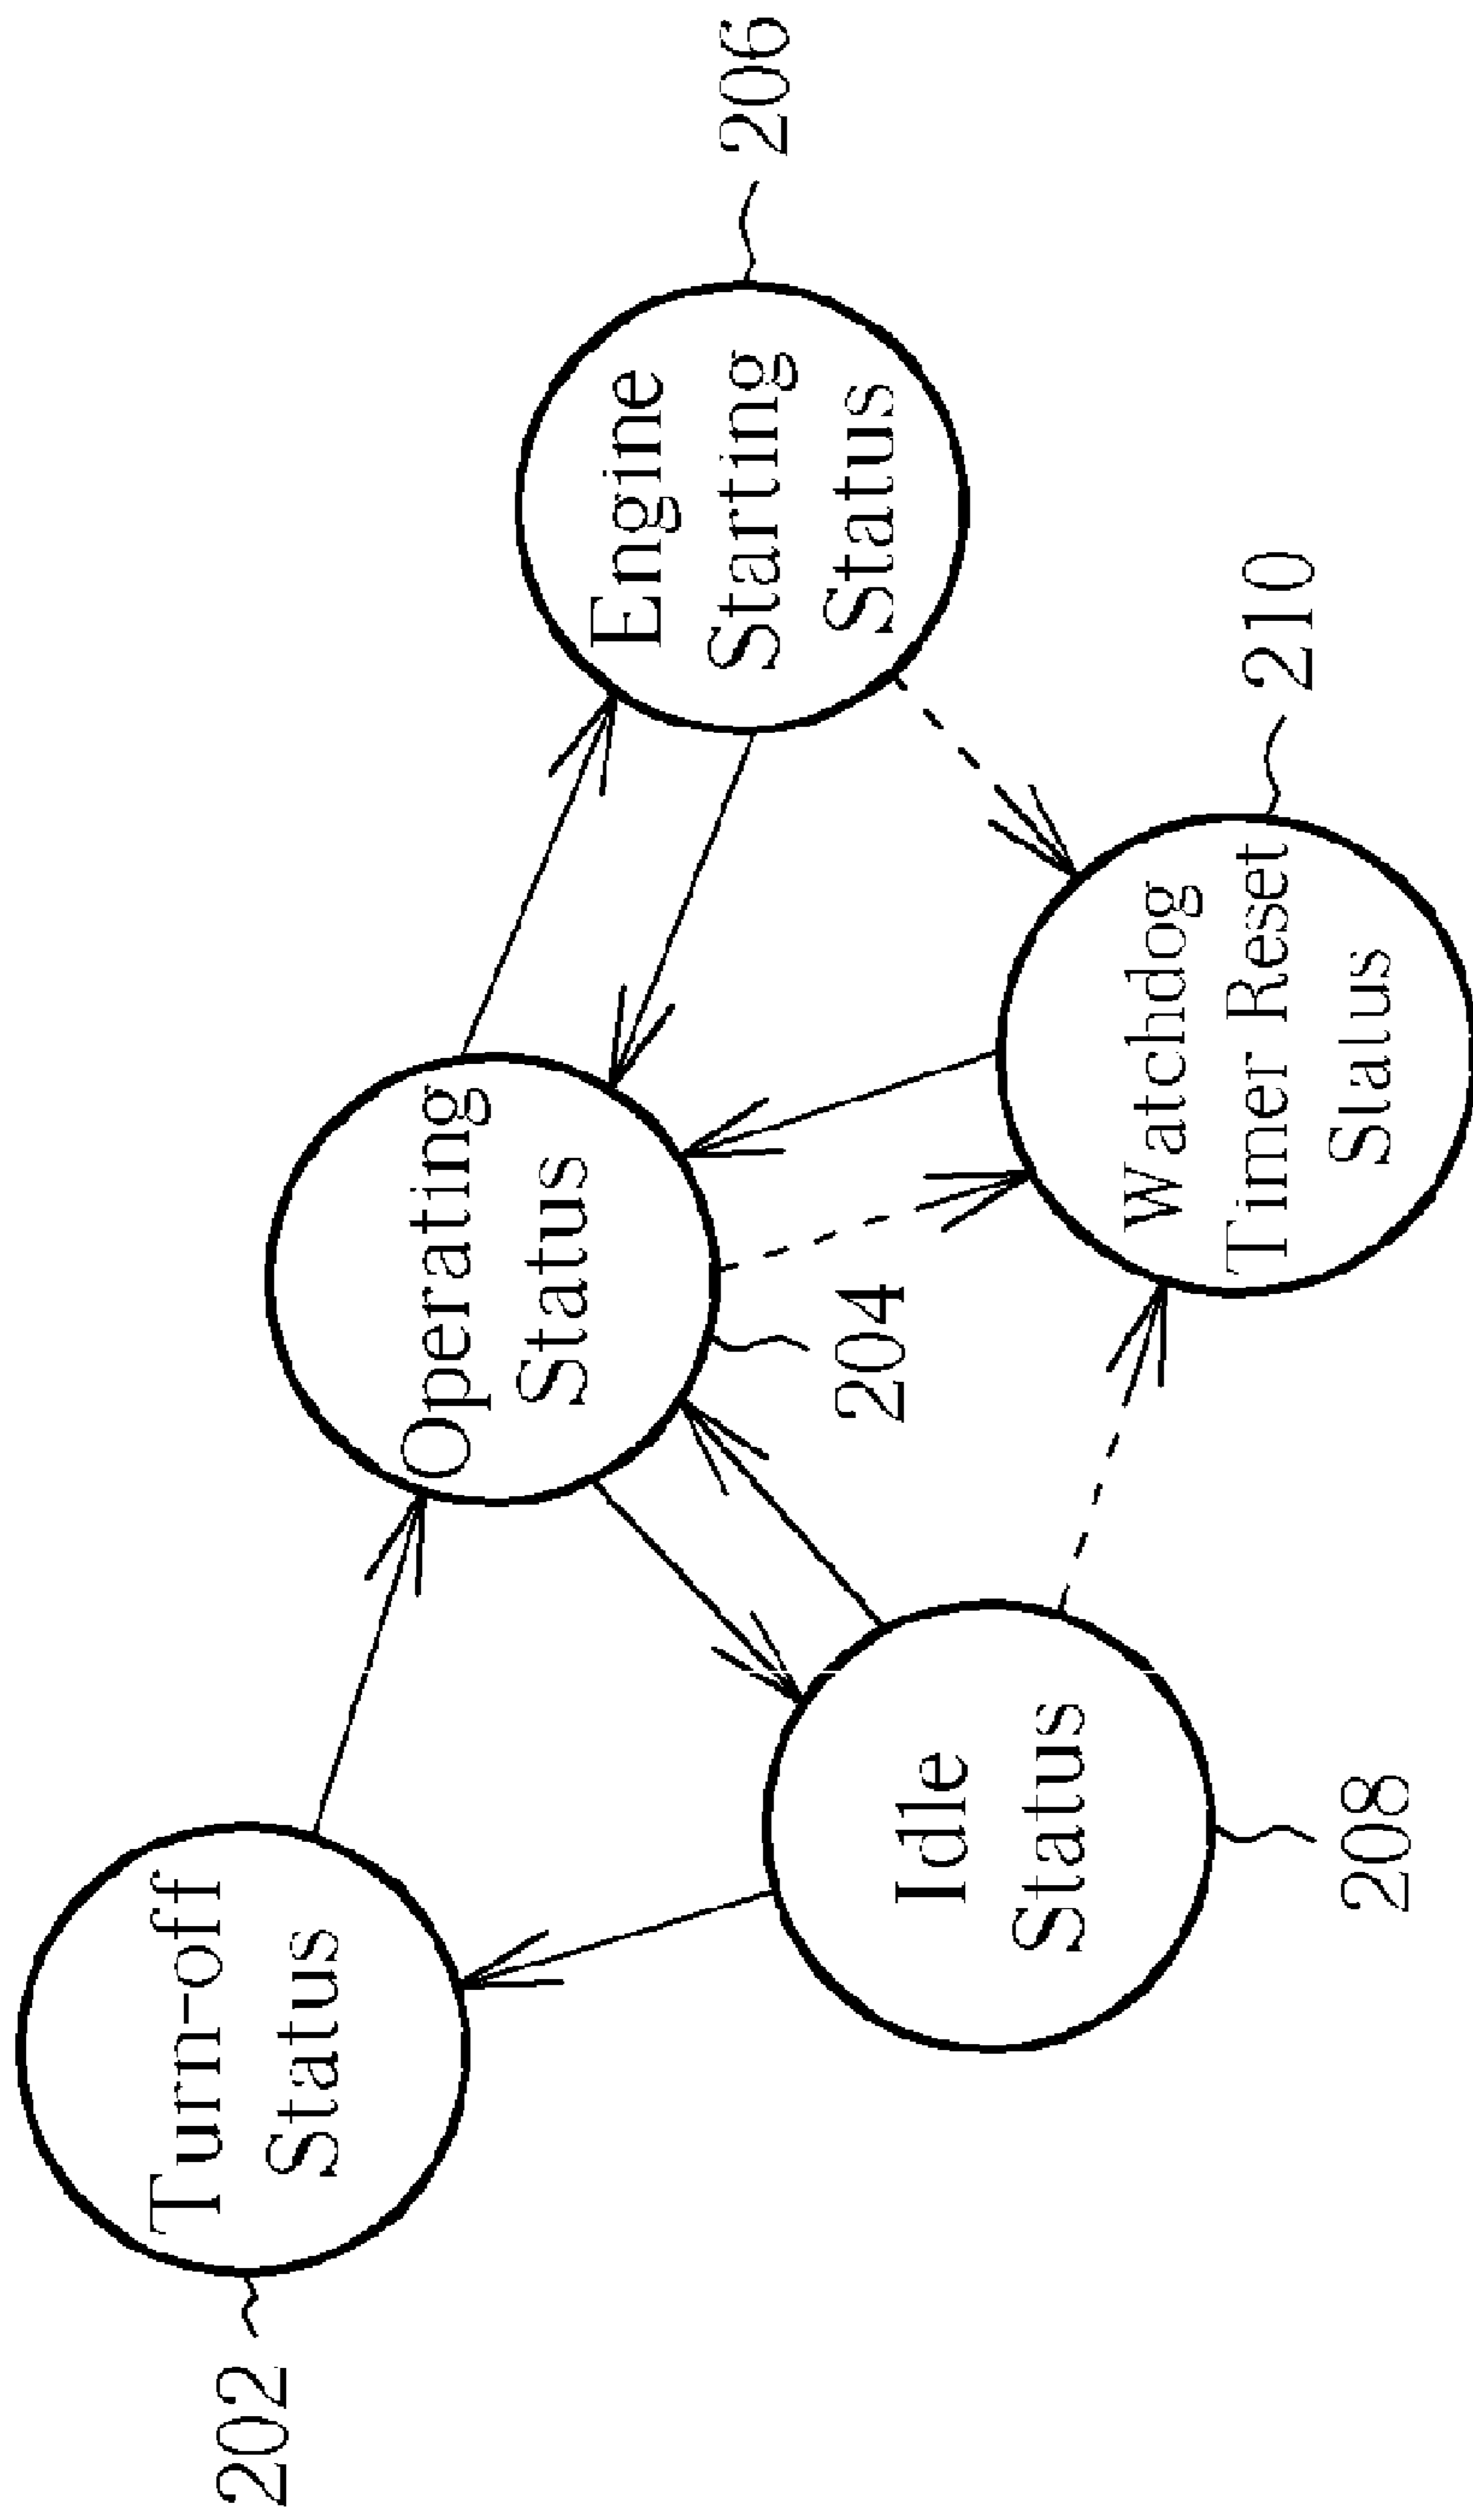 202
Turn-off
Status
Operating
Status
204
Engine
Starting
Status
206
Idle
Status
208
Watchdog
Timer Reset
Status
210